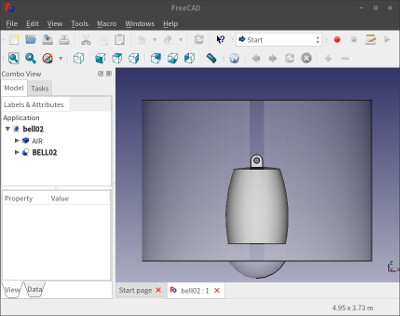 FreeCAD
File Edit View Tools Macro Windows Help
Start
Combo View
Model Tasks
Labels & Attributes
Application
bell02
AIR
BELL02
Property Value
View Data
Start page bell02 : 1
4.95 x 3.73 m